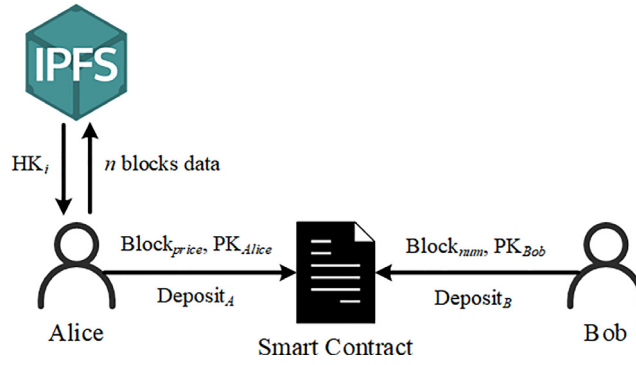 IPFS
HKi
n blocks data
Blockprice, PKAlice
DepositA
Blocknum, PKBob
DepositB
Alice
Smart Contract
Bob